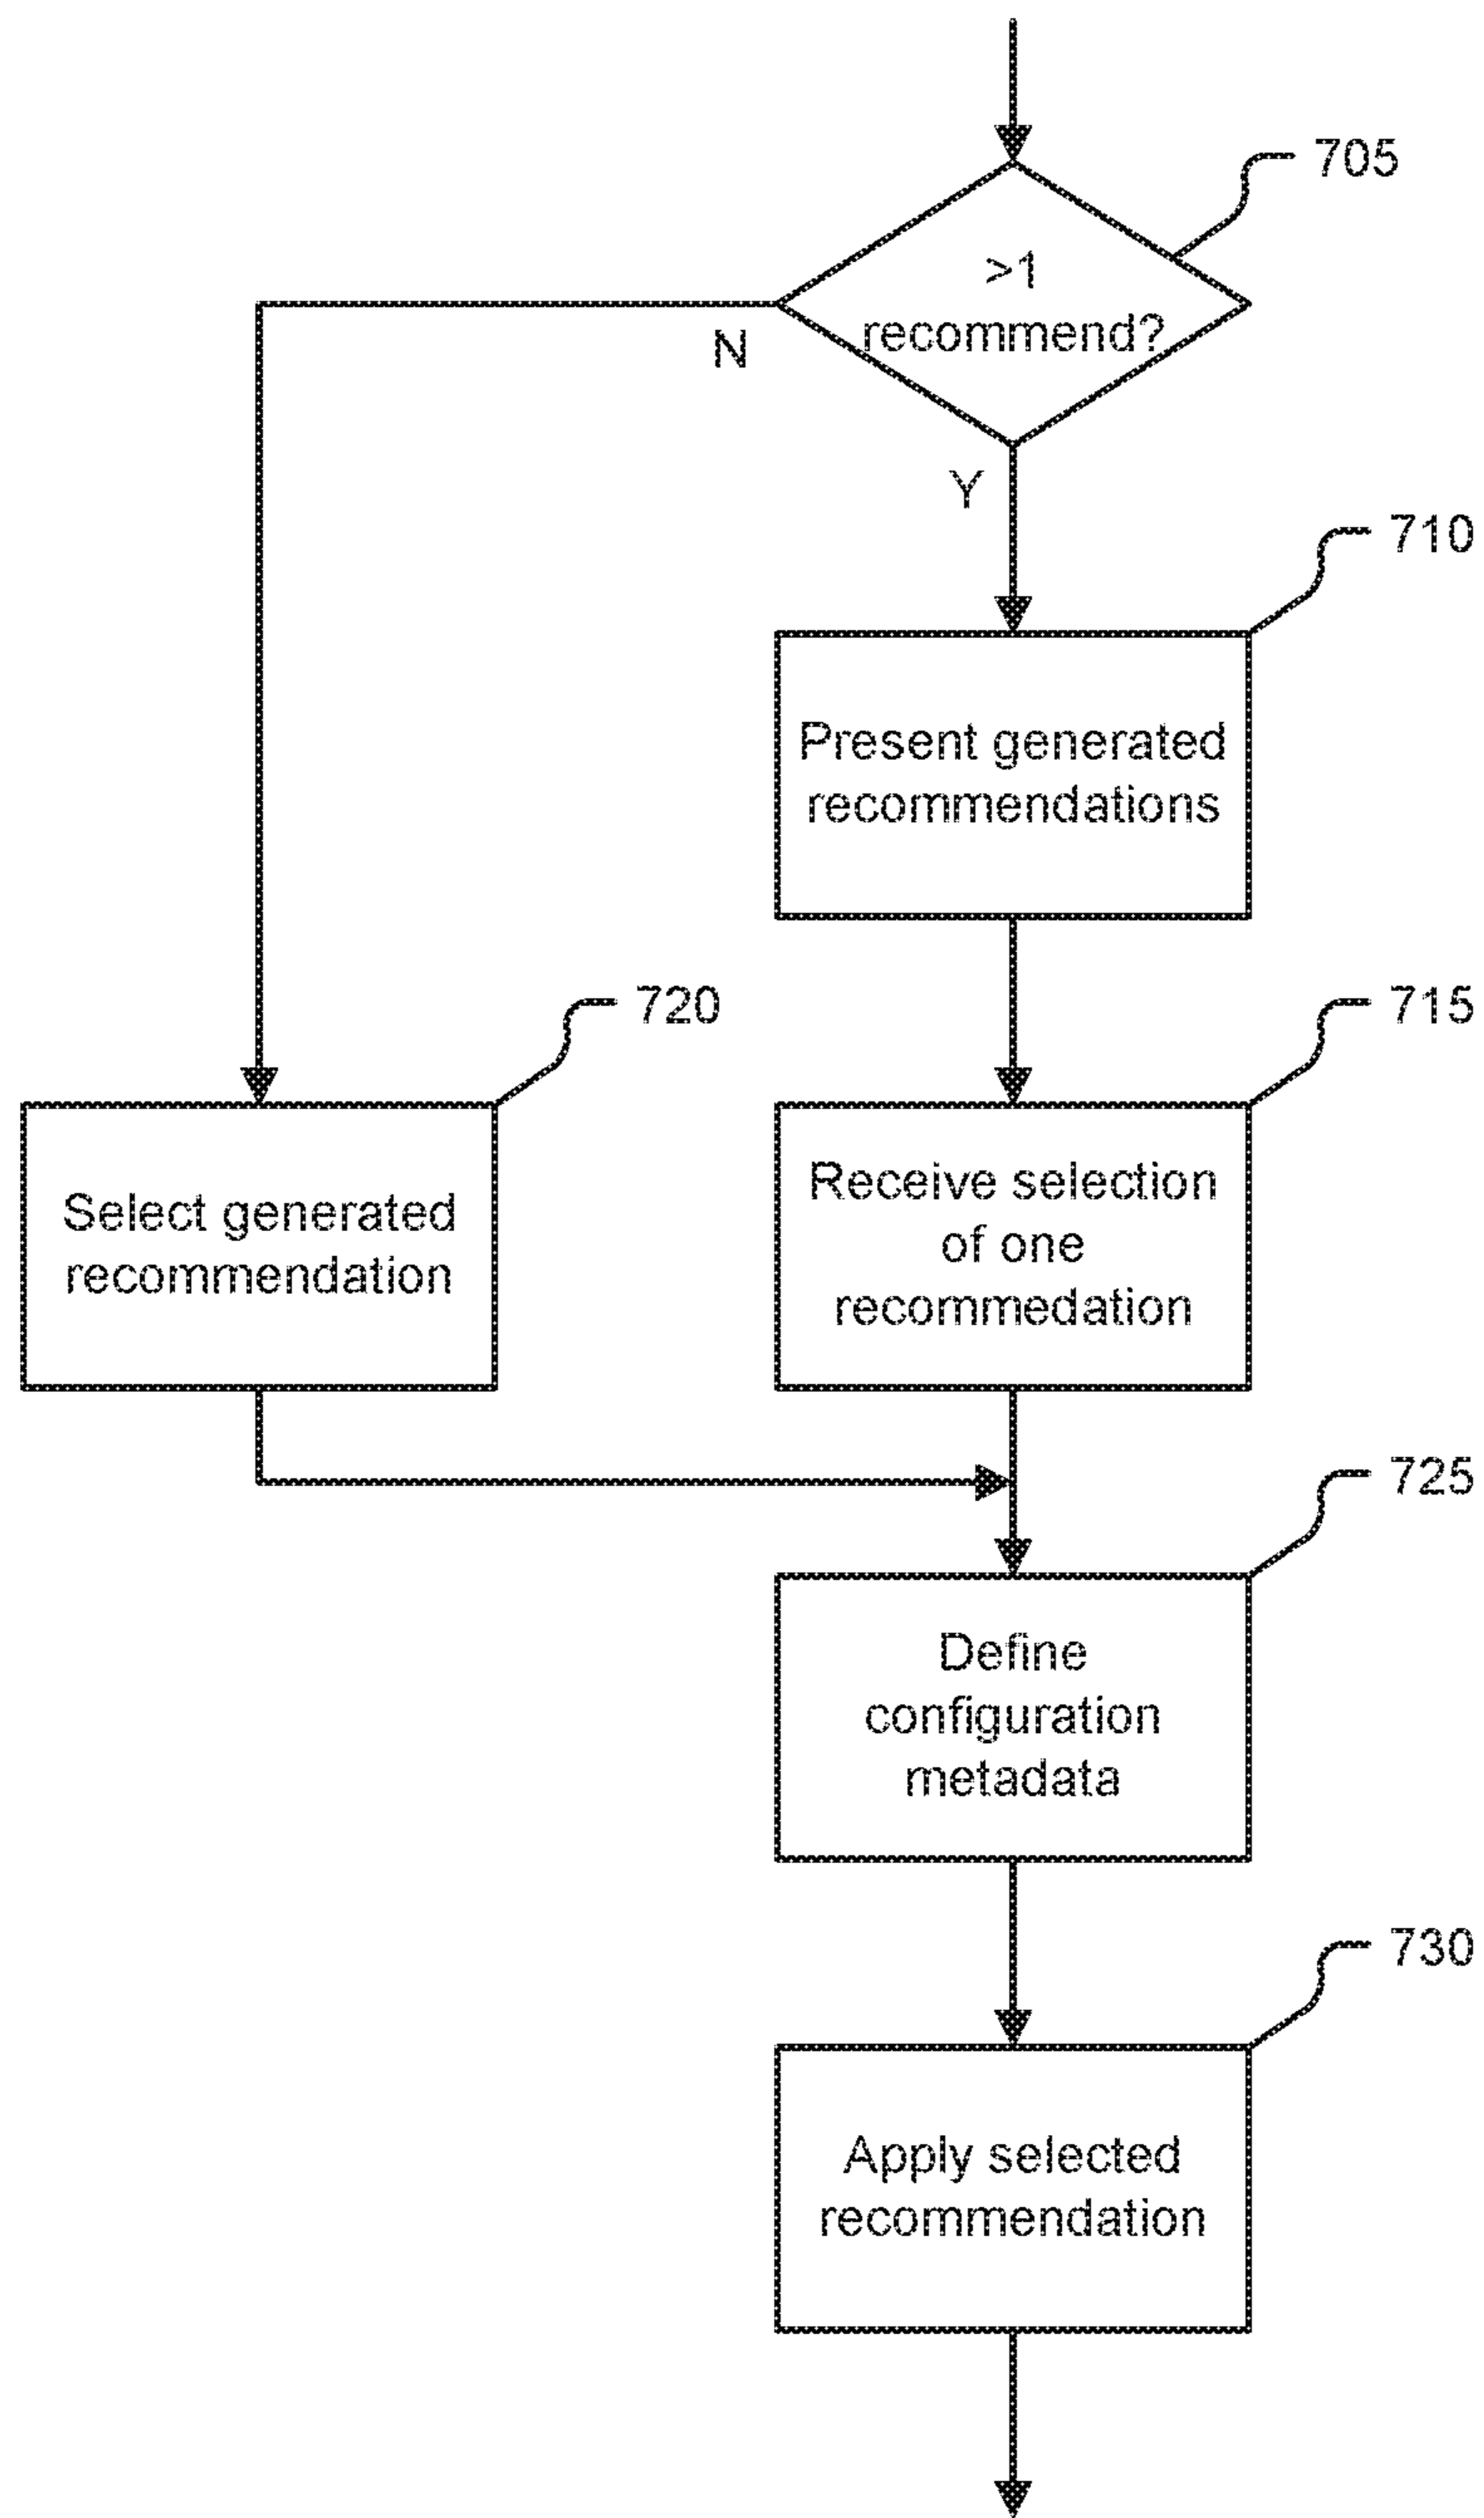 705
>1
recommend?
N
Y
710
Present generated
recommendations
720
715
Select generated
recommendation
Receive selection
of one
recommedation
725
Define
configuration
metadata
730
Apply selected
recommendation